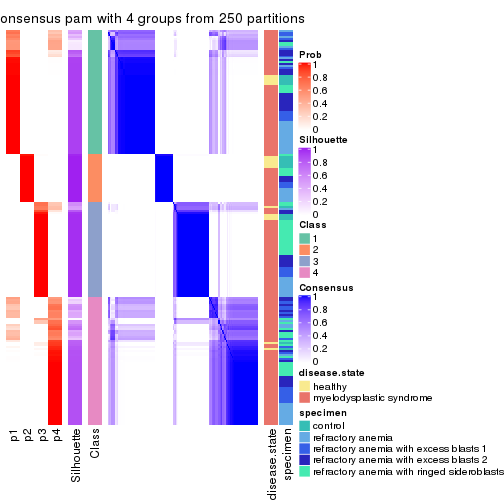 onsensus pam with 4 groups from 250 partitions
Prob
1
0.8
0.6
0.4
0.2
0
Silhouette
1
0.8
0.6
0.4
0.2
0
Class
1
2
3
4
Consensus
1
0.8
0.6
0.4
0.2
0
disease.state
healthy
myelodysplastic syndrome
specimen
control
refractory anemia
refractory anemia with excess blasts 1
refractory anemia with excess blasts 2
refractory anemia with ringed sideroblasts
p1
p2
p3
p4
Silhouette
Class
disease.state
specimen